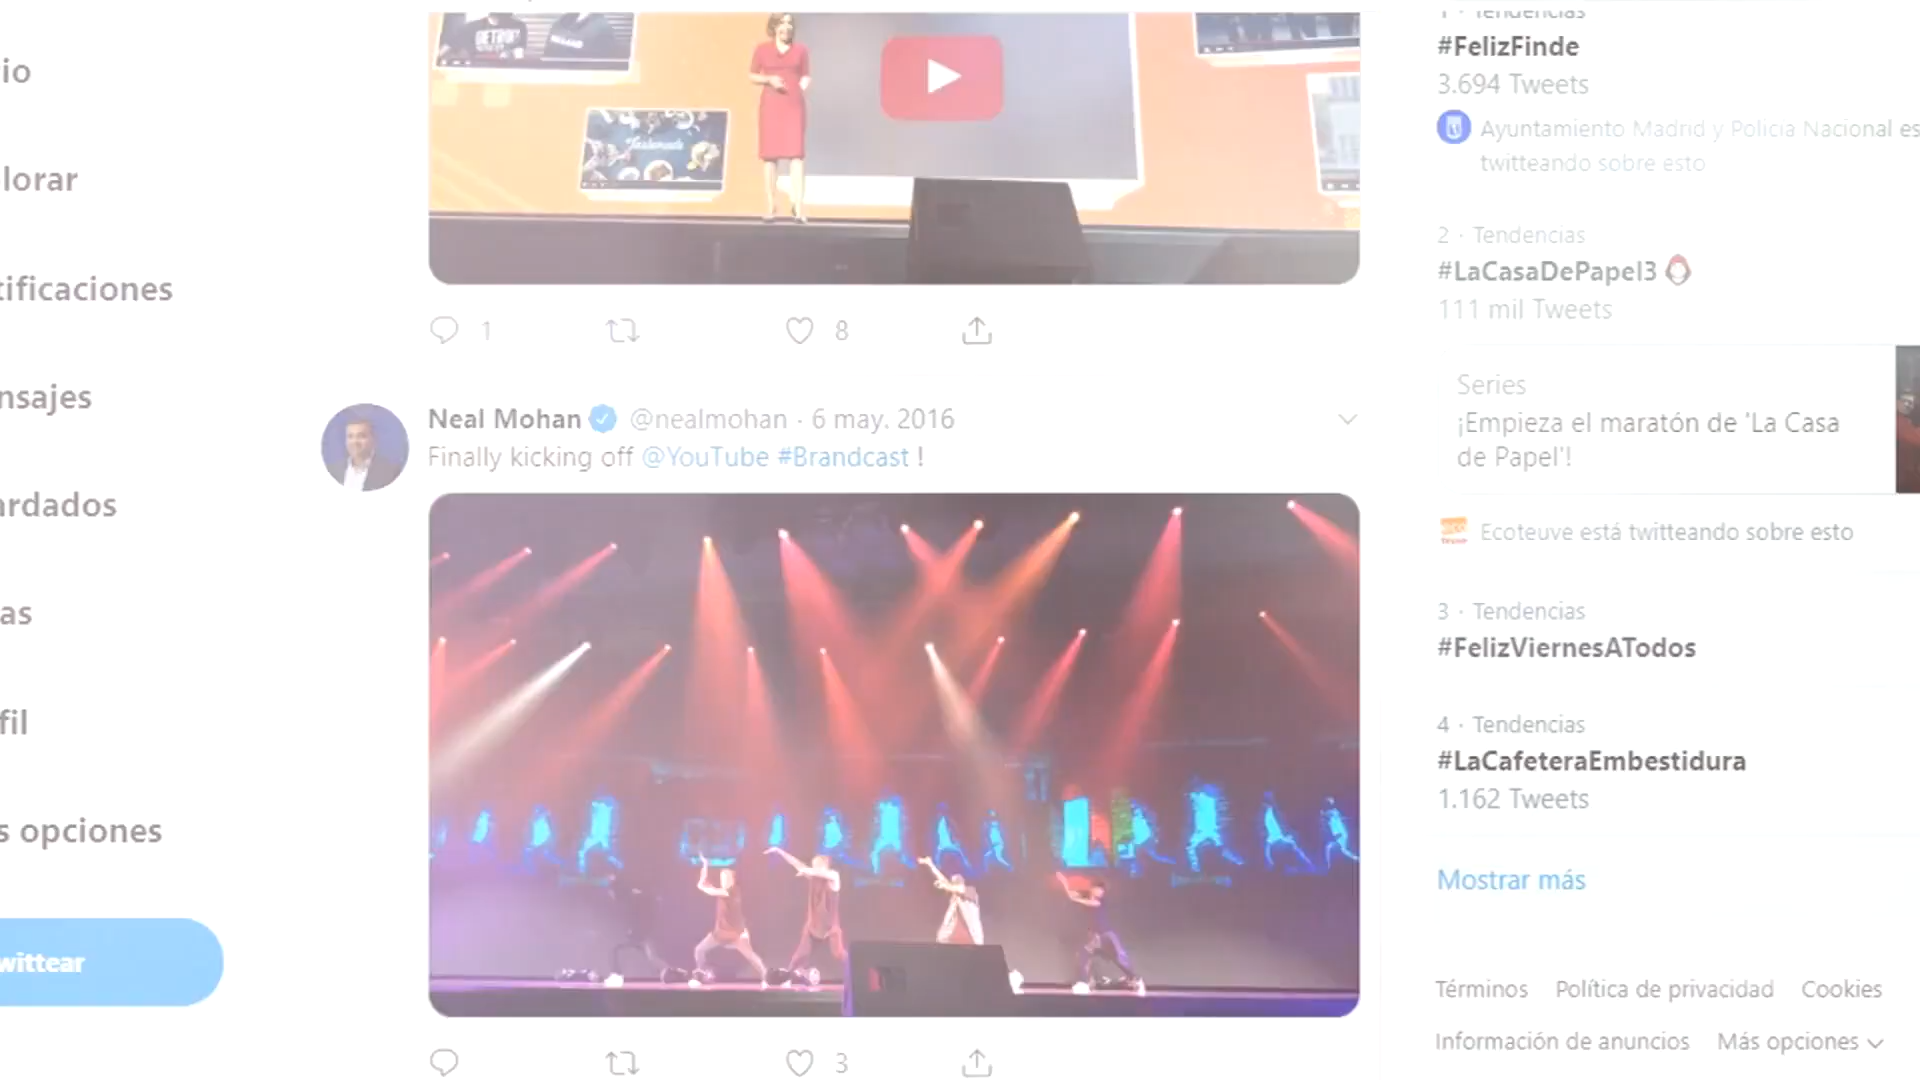 io
lorar
tificaciones
nsajes
ardados
as
fil
s opciones
wittear
DETROIT
Tastemade
1
8
Neal Mohan @nealmohan · 6 may. 2016
Finally kicking off @YouTube #Brandcast !
3
1 · Tendencias
#FelizFinde
3.694 Tweets
Ayuntamiento Madrid y Policía Nacional es
twitteando sobre esto
2 · Tendencias
#LaCasaDePapel3
111 mil Tweets
Series
¡Empieza el maratón de 'La Casa
de Papel'!
Ecoteuve está twitteando sobre esto
3 · Tendencias
#FelizViernesATodos
4 · Tendencias
#LaCafeteraEmbestidura
1.162 Tweets
Mostrar más
Términos Política de privacidad Cookies
Información de anuncios Más opciones